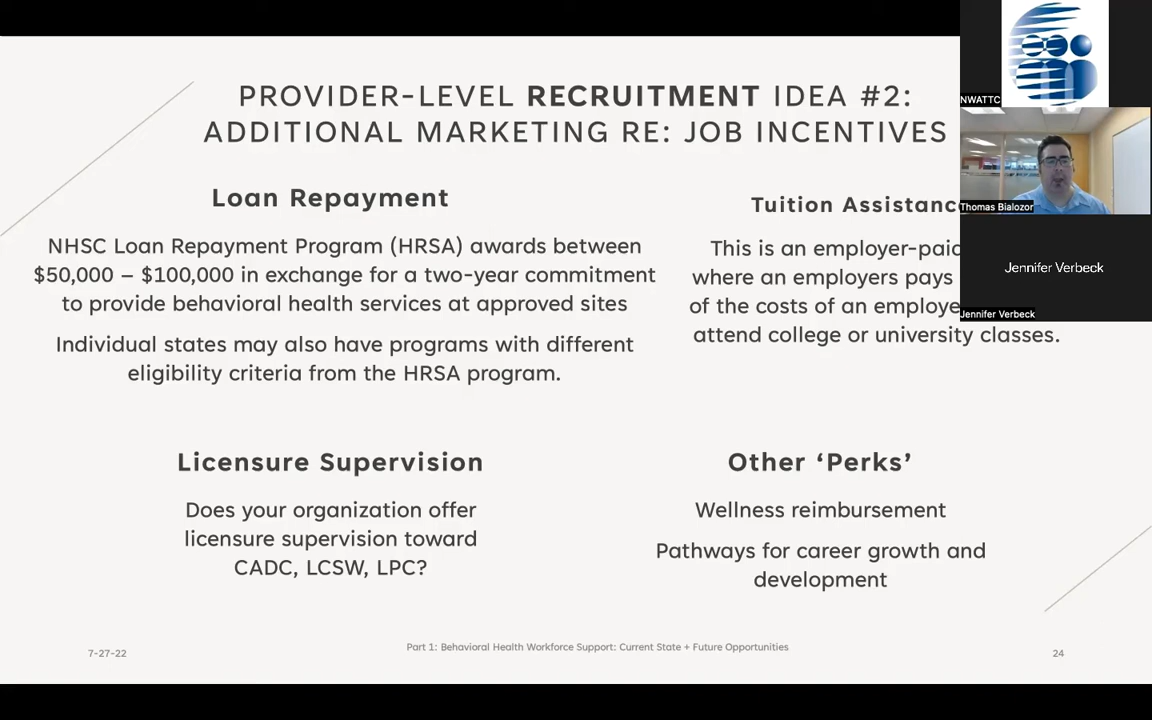 PROVIDER-LEVEL RECRUITMENT IDEA #2:
ADDITIONAL MARKETING RE: JOB INCENTIVES
Loan Repayment
NHSC Loan Repayment Program (HRSA) awards between
$50,000 – $100,000 in exchange for a two-year commitment
to provide behavioral health services at approved sites
Individual states may also have programs with different
eligibility criteria from the HRSA program.
Tuition
This is an employer-paid
where an employers pays
of the costs of an
attend college or university classes.
Licensure Supervision
Does your organization offer
licensure supervision toward
CADC, LCSW, LPC?
Other ‘Perks’
Wellness reimbursement
Pathways for career growth and
development
7-27-22
Part 1: Behavioral Health Workforce Support: Current State + Future Opportunities
24
NWATTC
Thomas Bialozor
Jennifer Verbeck
Jennifer Verbeck